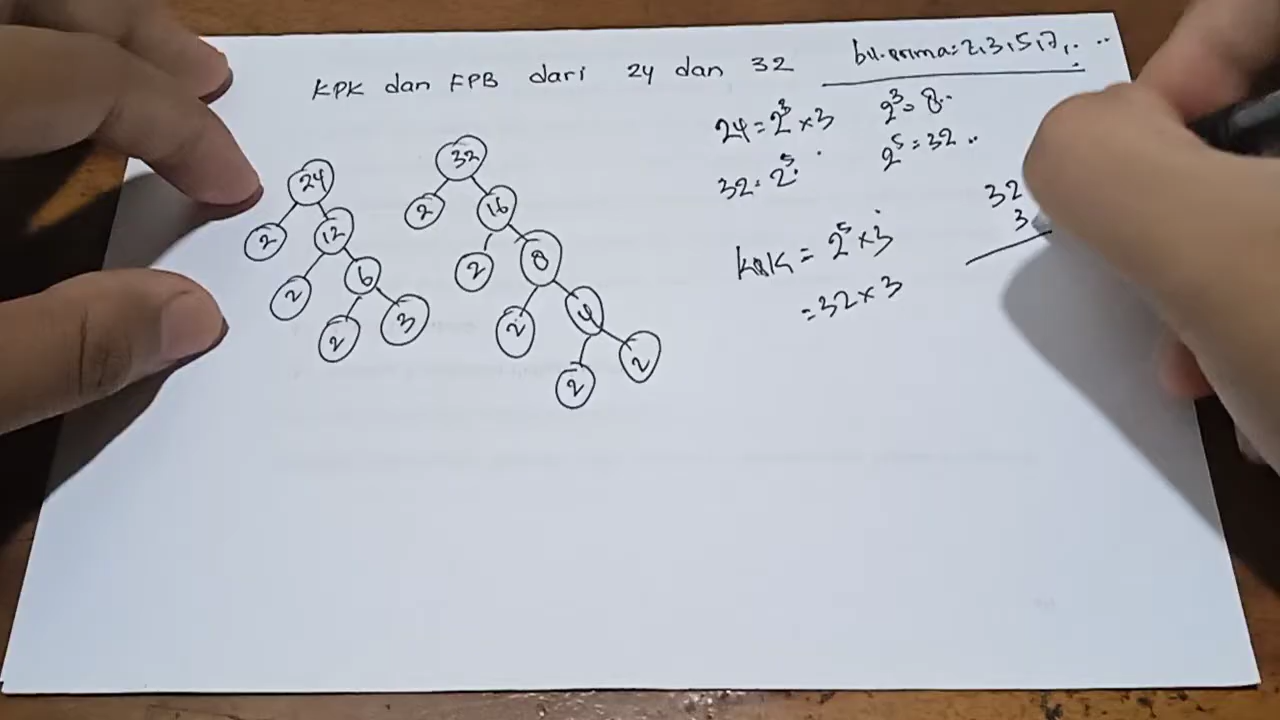 KPK dan FPB dari 24 dan 32
bil.prima: 2, 3, 5, 7, ...
24 = 2³ × 3
2³ = 8
32 = 2⁵
2⁵ = 32
24
2 12
2 6
2 3
32
2 16
2 8
2 4
2 2
KPK = 2⁵ × 3
= 32 × 3
32
3